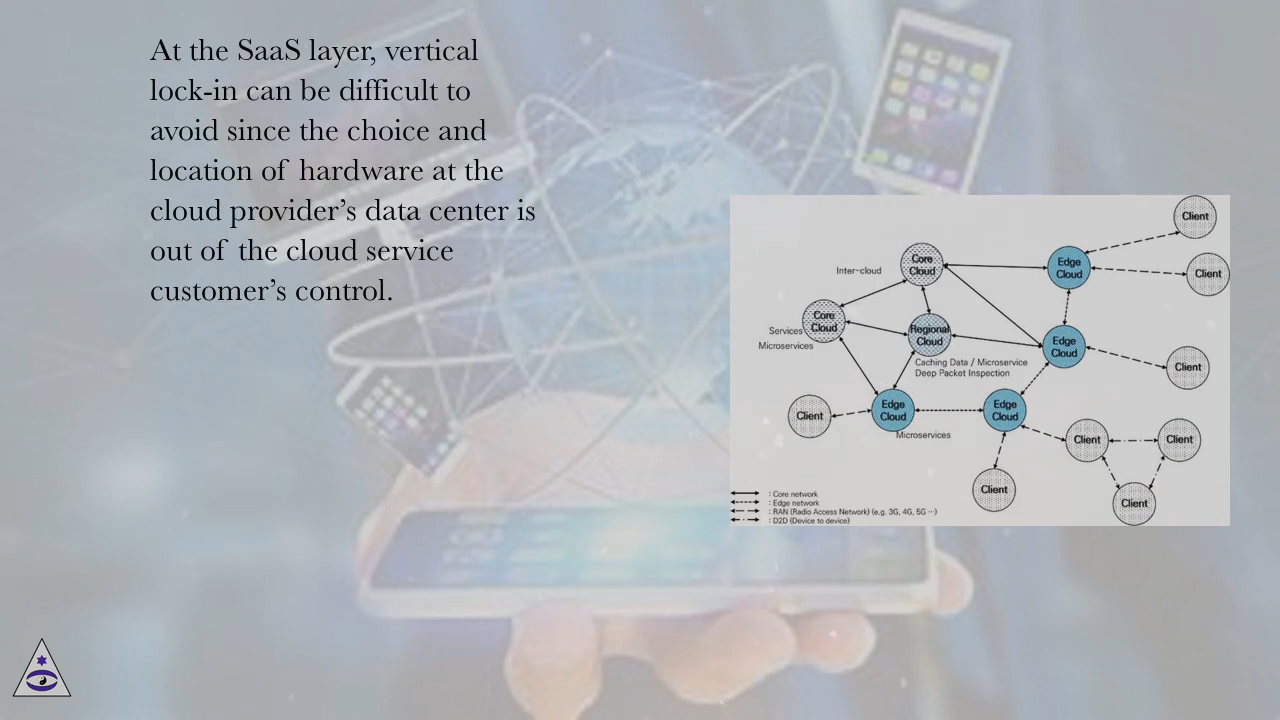 At the SaaS layer, vertical
lock-in can be difficult to
avoid since the choice and
location of hardware at the
cloud provider’s data center is
out of the cloud service
customer’s control.
Client
Core
Cloud
Edge
Cloud
Inter-cloud
Client
Core
Cloud
Services
Microservices
Regional
Cloud
Edge
Cloud
Caching Data / Microservice
Deep Packet Inspection
Client
Client
Edge
Cloud
Edge
Cloud
Microservices
Client
Client
Client
Client
: Core network
: Edge network
: RAN (Radio Access Network) (e.g. 3G, 4G, 5G ···)
: D2D (Device to device)